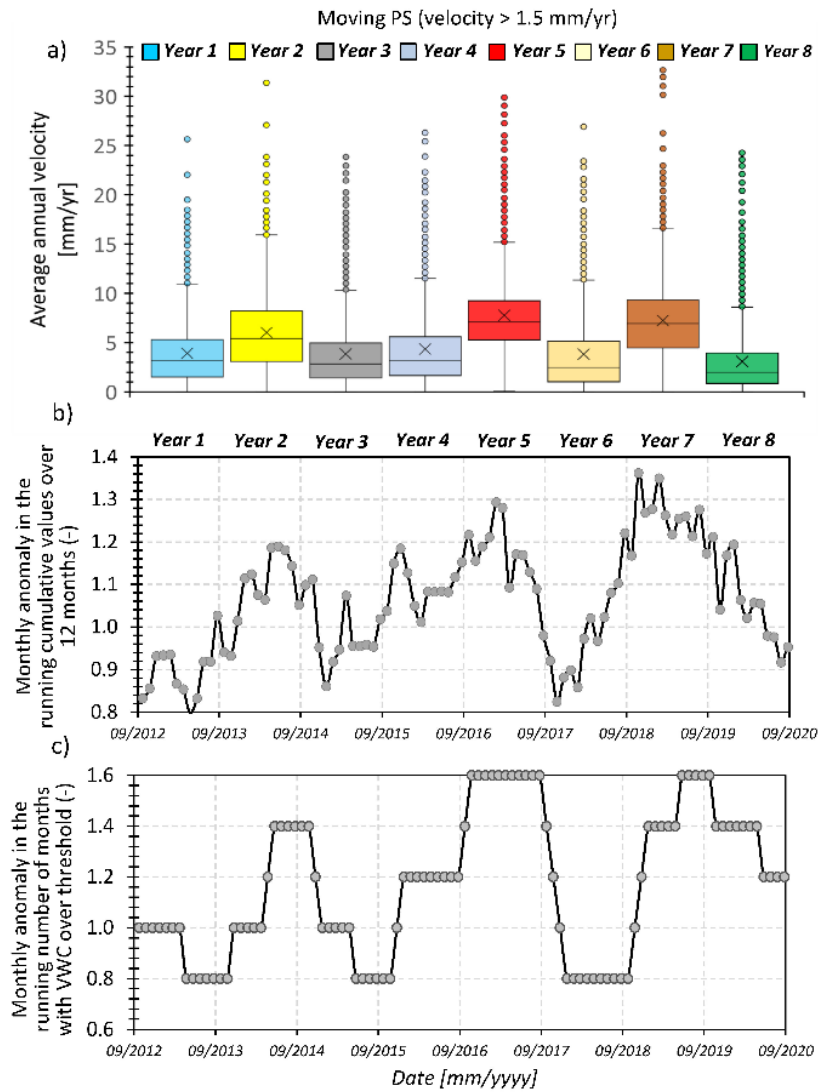 Moving PS (velocity > 1.5 mm/yr)
a)
Year 1 Year 2 Year 3 Year 4 Year 5 Year 6 Year 7 Year 8
Average annual velocity
[mm/yr]
35
30
25
20
15
10
5
0
b)
Year 1 Year 2 Year 3 Year 4 Year 5 Year 6 Year 7 Year 8
Monthly anomaly in the
running cumulative values over
12 months (-)
1.4
1.3
1.2
1.1
1.0
0.9
0.8
09/2012 09/2013 09/2014 09/2015 09/2016 09/2017 09/2018 09/2019 09/2020
c)
Monthly anomaly in the
running number of months
with VWC over threshold (-)
1.6
1.4
1.2
1.0
0.8
0.6
09/2012 09/2013 09/2014 09/2015 09/2016 09/2017 09/2018 09/2019 09/2020
Date [mm/yyyy]